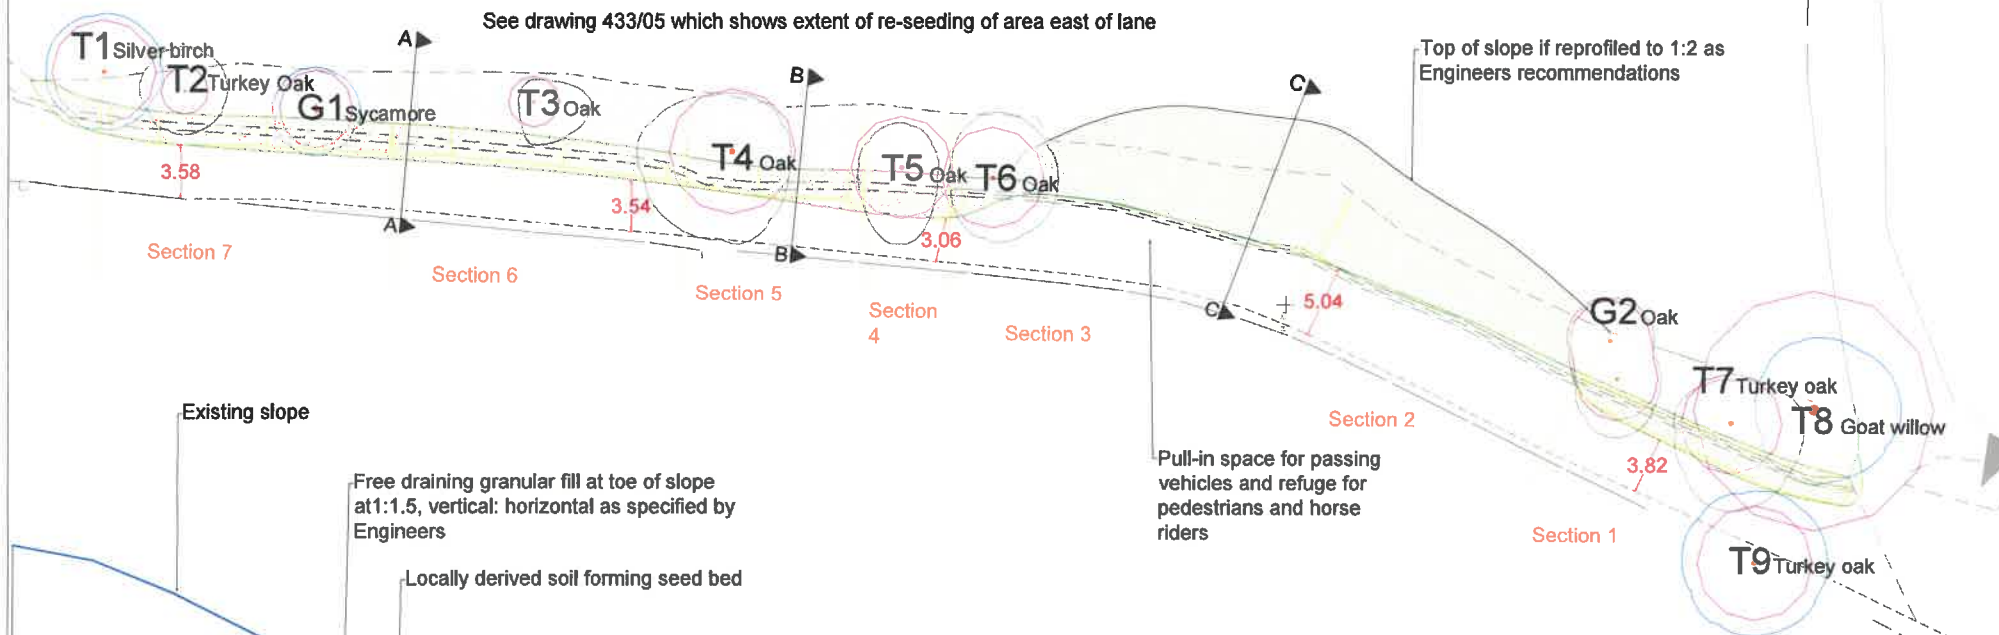 See drawing 433/05 which shows extent of re-seeding of area east of lane
T1 Silver birch
T2 Turkey Oak
G1 Sycamore
A
T3 Oak
B
T4 Oak
T5 Oak
T6 Oak
C
Top of slope if reprofiled to 1:2 as
Engineers recommendations
3.58
3.54
3.06
5.04
3.82
A
B
C
Section 7
Section 6
Section 5
Section
4
Section 3
Section 2
Section 1
G2 Oak
T7 Turkey oak
T8 Goat willow
T9 Turkey oak
Pull-in space for passing
vehicles and refuge for
pedestrians and horse
riders
Existing slope
Free draining granular fill at toe of slope
at1:1.5, vertical: horizontal as specified by
Engineers
Locally derived soil forming seed bed